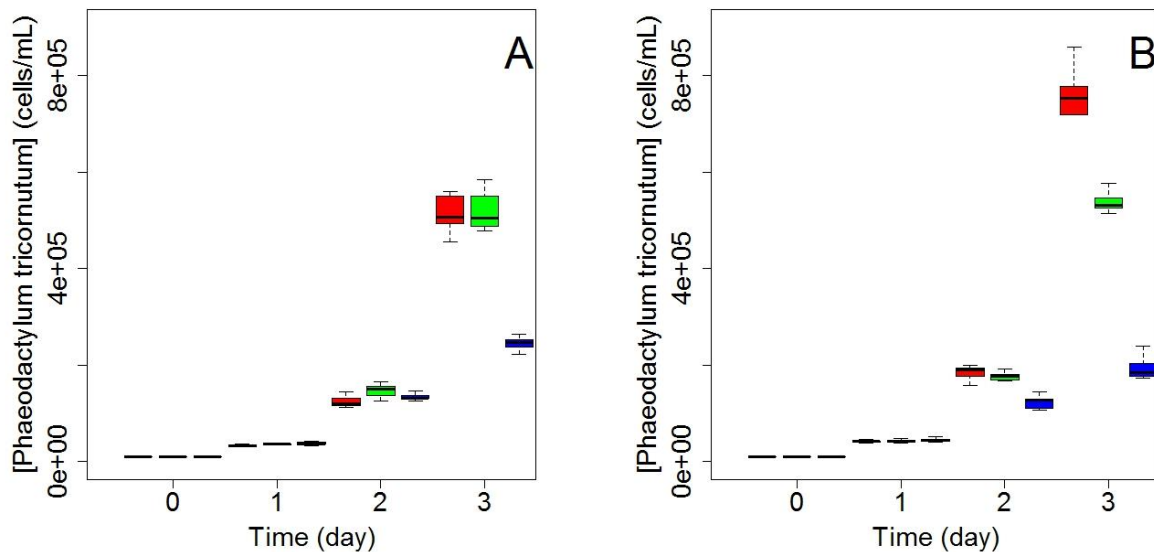 A
[Phaeodactylum tricornutum] (cells/mL)
8e+05
4e+05
0e+00
0 1 2 3
Time (day)
B
[Phaeodactylum tricornutum] (cells/mL)
8e+05
4e+05
0e+00
0 1 2 3
Time (day)